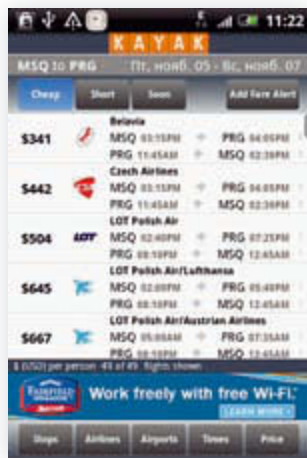 11:22
KAYAK
MSQ to PRG Пт, нояб. 05 - Вс, нояб. 07
Cheap Short Soon Add Fare Alert
Belavia
$341 MSQ 03:15PM PRG 04:05PM
PRG 11:45AM MSQ 02:30PM
Czech Airlines
$442 CSA MSQ 03:15PM PRG 04:05PM
PRG 11:45AM MSQ 02:30PM
LOT Polish Air
$504 LOT MSQ 02:40PM PRG 07:25PM
PRG 08:10PM MSQ 12:45AM
LOT Polish Air/Lufthansa
$645 MSQ 02:00PM PRG 05:40PM
PRG 08:10PM MSQ 12:45AM
LOT Polish Air/Austrian Airlines
$667 MSQ 05:00AM PRG 07:35AM
PRG 08:10PM MSQ 12:45AM
$ (USD) per person 49 of 49 flights shown
FAIRFIELD Marriott Work freely with free Wi-Fi.
LEARN MORE
Stops Airlines Airports Times Price